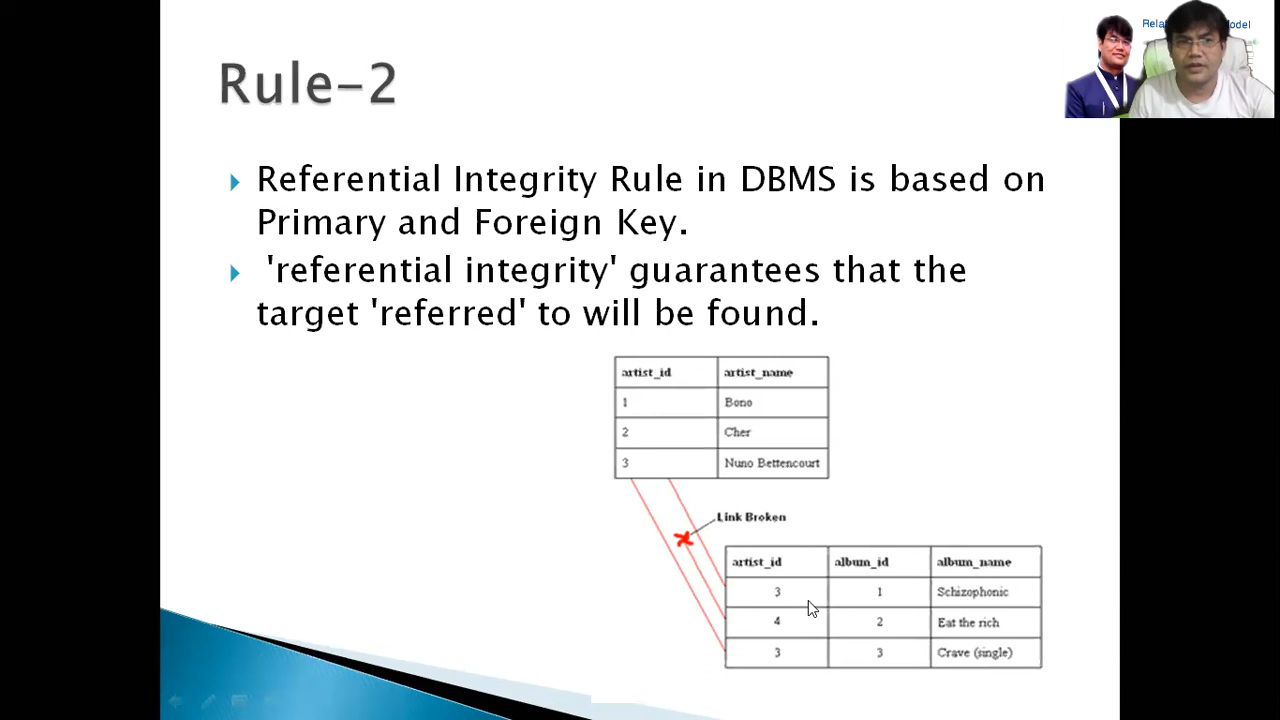 Rela odel
Rule-2
Referential Integrity Rule in DBMS is based on
Primary and Foreign Key.
'referential integrity' guarantees that the
target 'referred' to will be found.
artist_id artist_name
1 Bono
2 Cher
3 Nuno Bettencourt
Link Broken
artist_id album_id album_name
3 1 Schizophonic
4 2 Eat the rich
3 3 Crave (single)